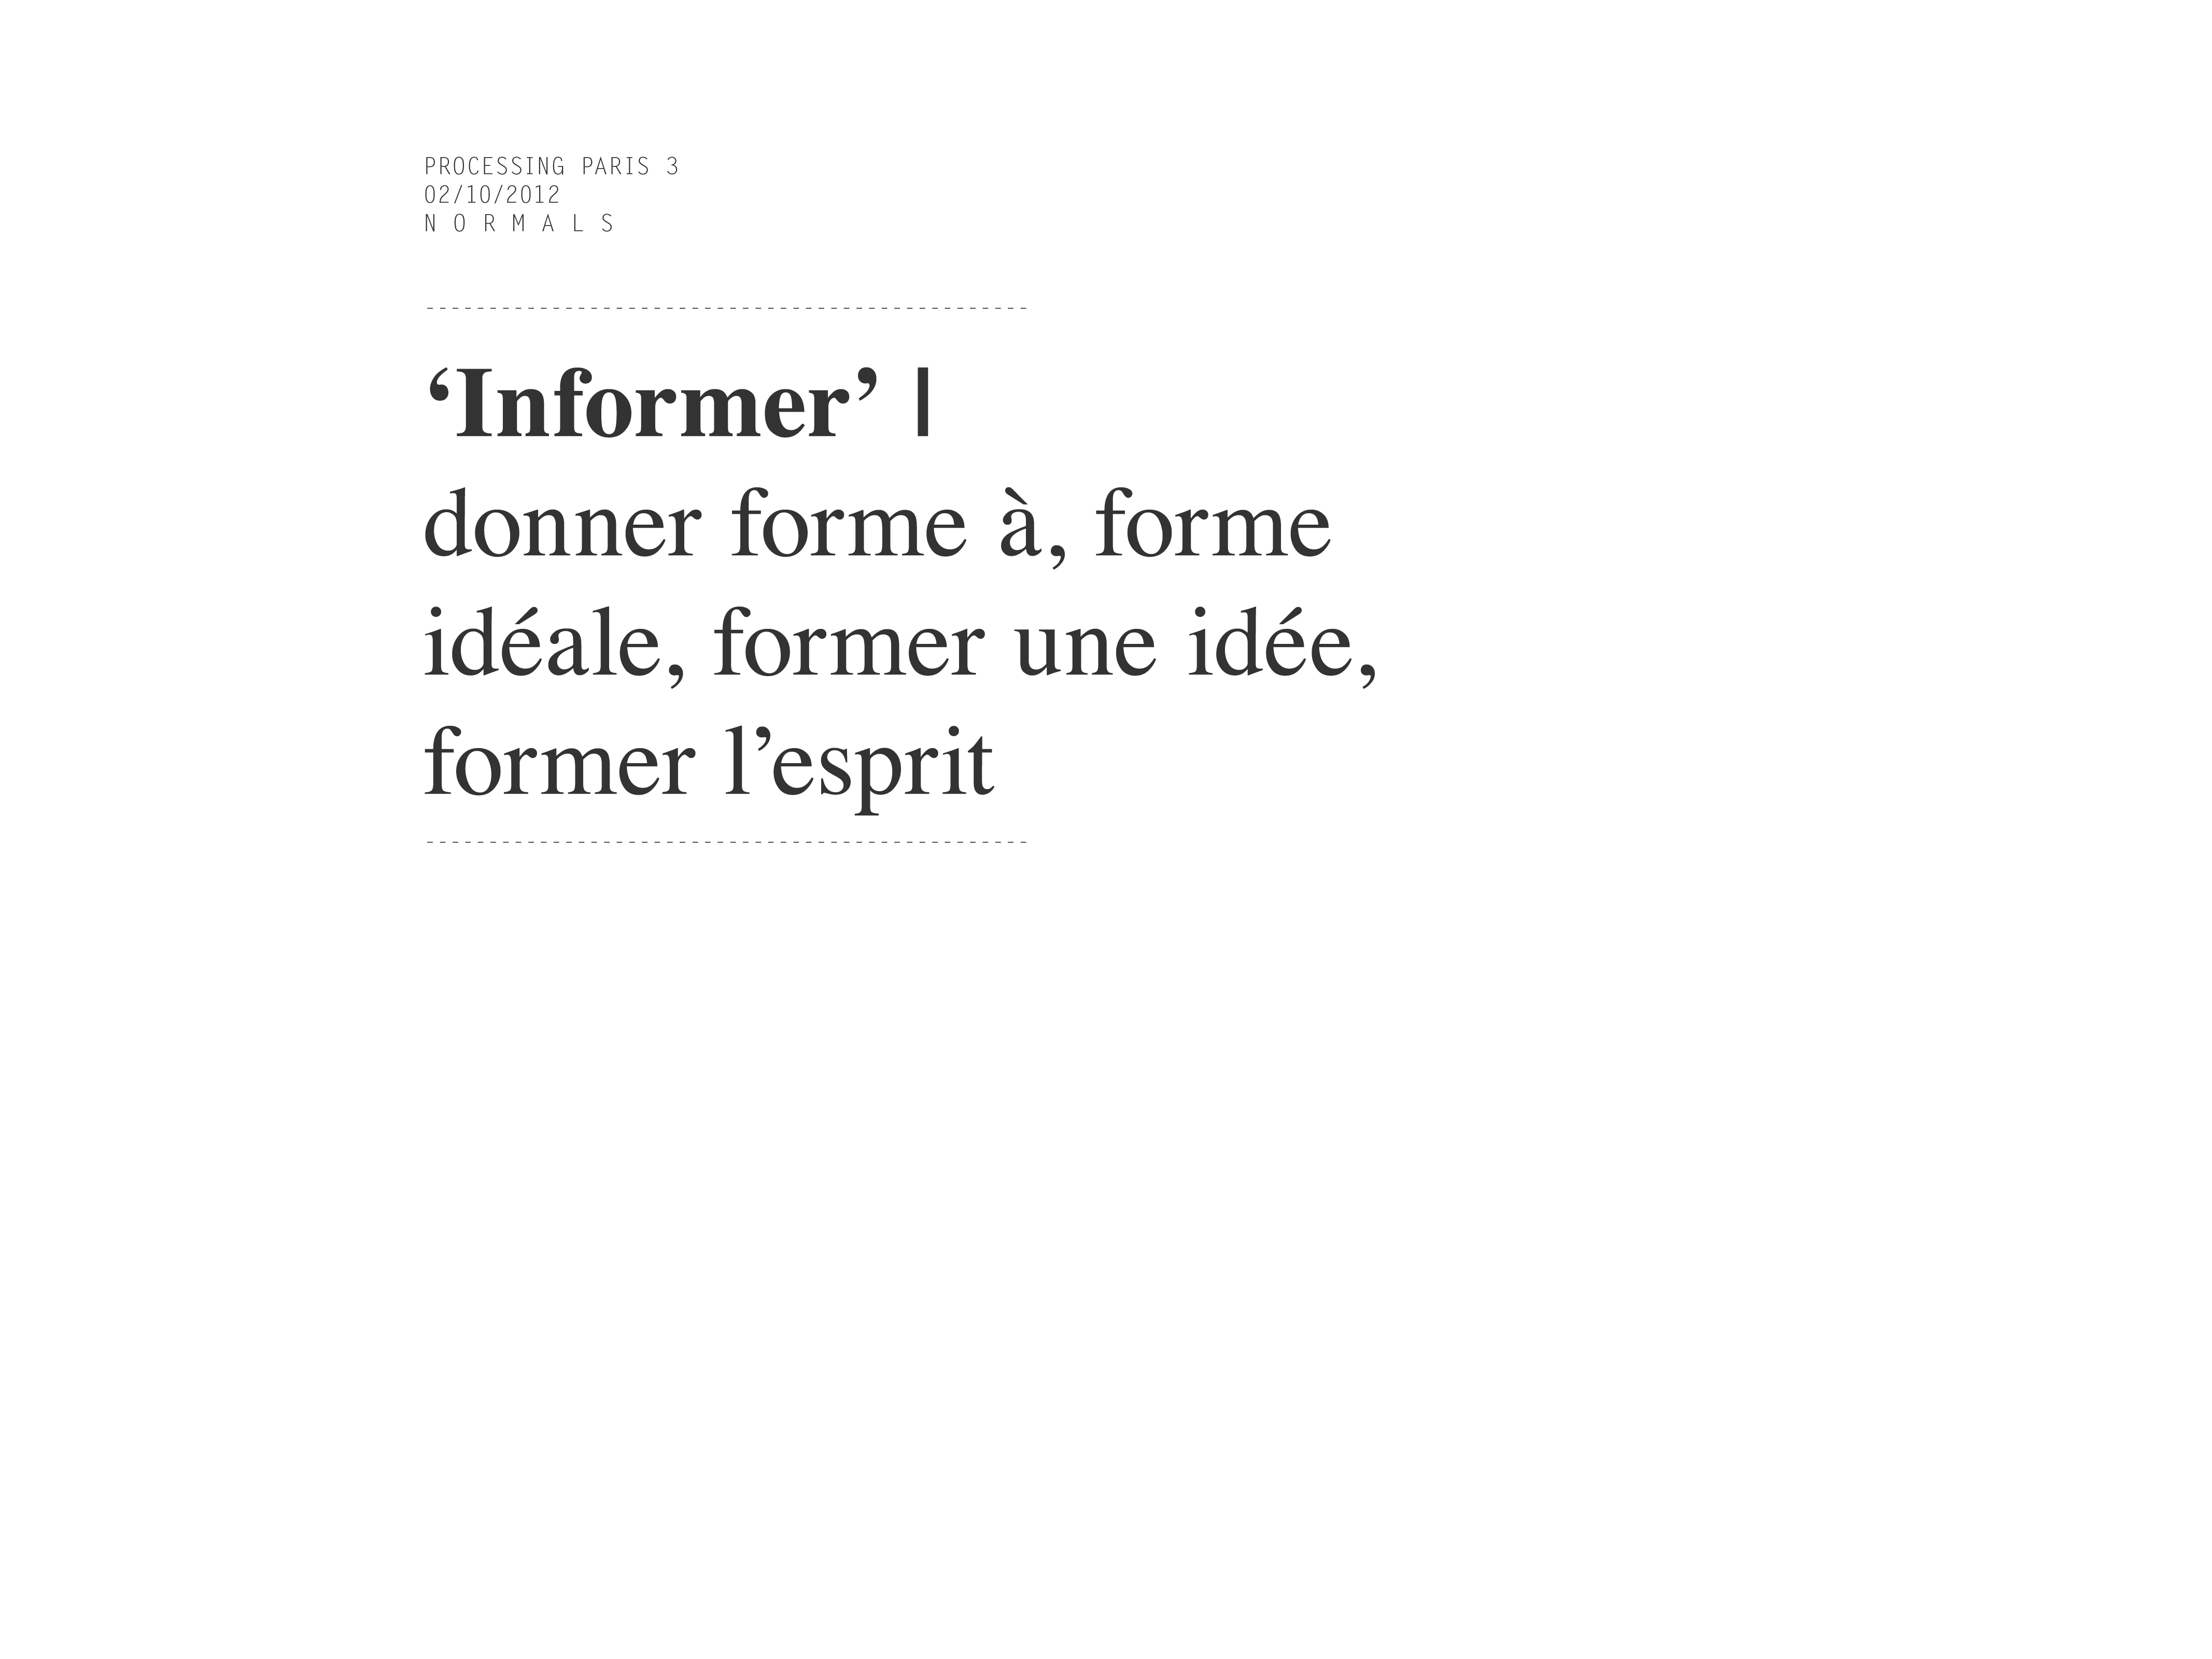 PROCESSING PARIS 3
02/10/2012
N O R M A L S
------------------------------------------------
‘Informer’ |
donner forme à, forme
idéale, former une idée,
former l’esprit
------------------------------------------------